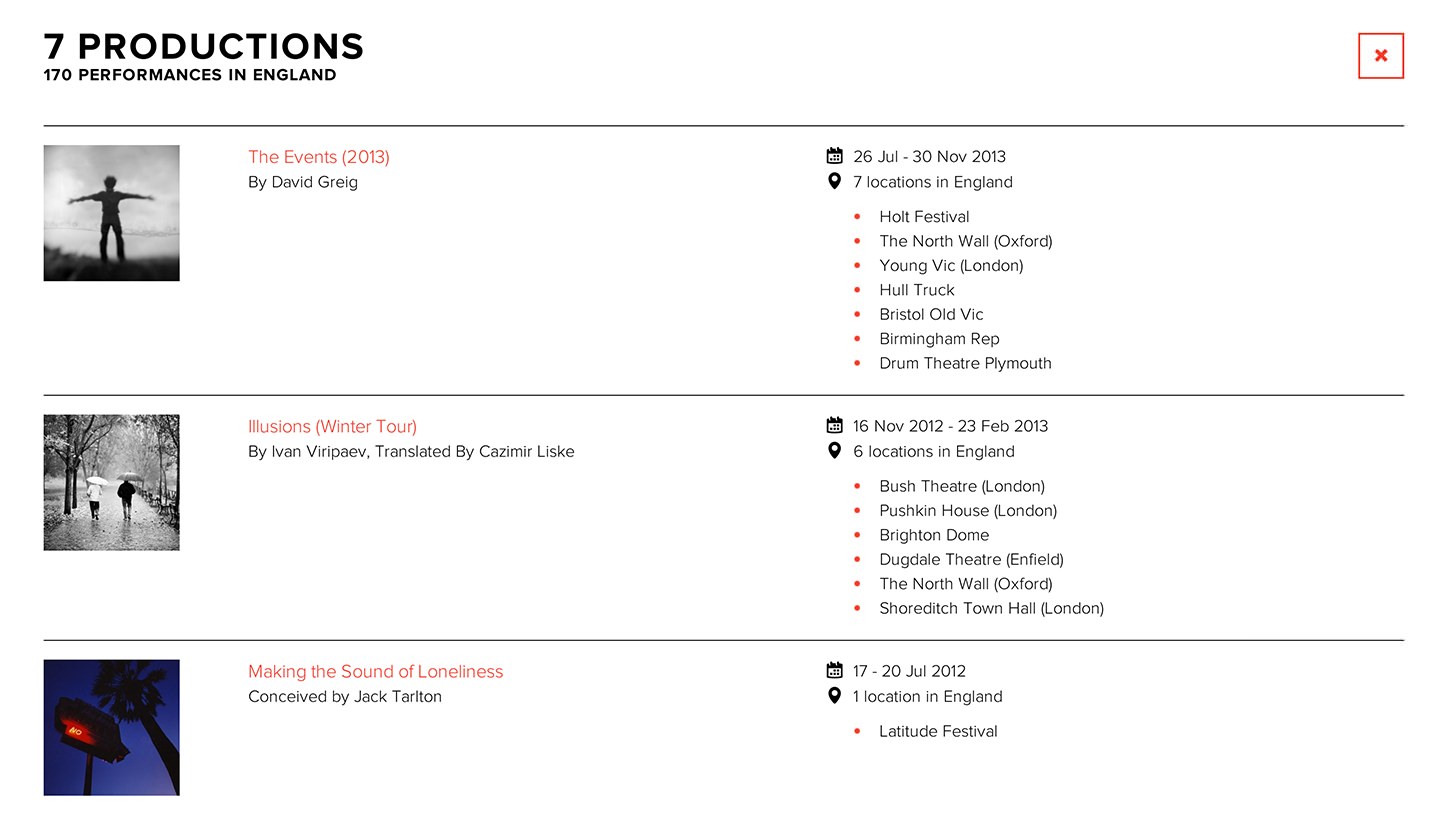 7 PRODUCTIONS
170 PERFORMANCES IN ENGLAND
The Events (2013)
By David Greig
26 Jul - 30 Nov 2013
7 locations in England
Holt Festival
The North Wall (Oxford)
Young Vic (London)
Hull Truck
Bristol Old Vic
Birmingham Rep
Drum Theatre Plymouth
Illusions (Winter Tour)
By Ivan Viripaev, Translated By Cazimir Liske
16 Nov 2012 - 23 Feb 2013
6 locations in England
Bush Theatre (London)
Pushkin House (London)
Brighton Dome
Dugdale Theatre (Enfield)
The North Wall (Oxford)
Shoreditch Town Hall (London)
NO
Making the Sound of Loneliness
Conceived by Jack Tarlton
17 - 20 Jul 2012
1 location in England
Latitude Festival